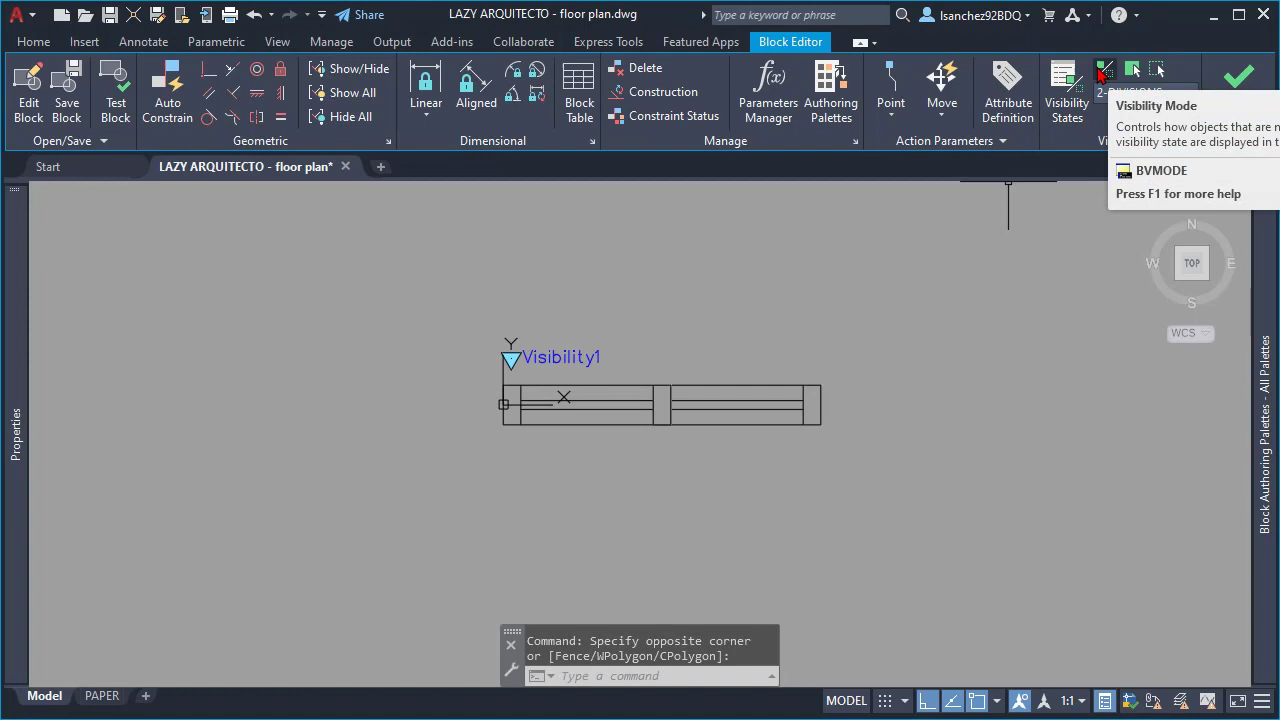 LAZY ARQUITECTO - floor plan.dwg
Share
Type a keyword or phrase
lsanchez92BDQ
Home
Insert
Annotate
Parametric
View
Manage
Output
Add-ins
Collaborate
Express Tools
Featured Apps
Block Editor
Edit Block
Save Block
Test Block
Open/Save
Auto Constrain
Show/Hide
Show All
Hide All
Geometric
Linear
Aligned
Dimensional
Block Table
Delete
Construction
Constraint Status
Parameters Manager
Authoring Palettes
Manage
Point
Move
Attribute Definition
Action Parameters
Visibility States
Visibility Mode
Controls how objects that are n
visibility state are displayed in t
BVMODE
Press F1 for more help
Start
LAZY ARQUITECTO - floor plan*
N
W
TOP
E
S
WCS
Properties
Block Authoring Palettes - All Palettes
Y
Visibility1
X
Command: Specify opposite corner
or [Fence/WPolygon/CPolygon]:
Type a command
Model
PAPER
MODEL
1:1